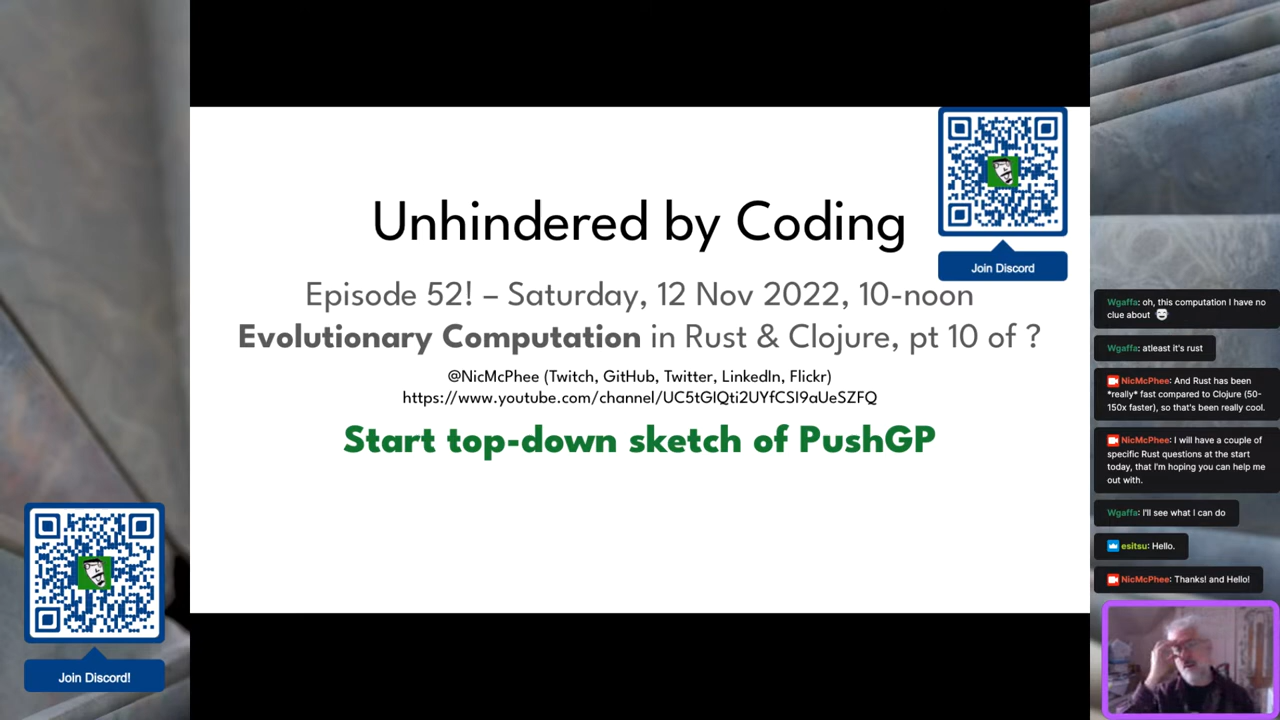 Unhindered by Coding
Join Discord
Episode 52! – Saturday, 12 Nov 2022, 10-noon
Evolutionary Computation in Rust & Clojure, pt 10 of ?
@NicMcPhee (Twitch, GitHub, Twitter, LinkedIn, Flickr)
https://www.youtube.com/channel/UC5tGIQti2UYfCSI9aUeSZFQ
Start top-down sketch of PushGP
Join Discord!
Wgaffa: oh, this computation I have no
clue about
Wgaffa: atleast it's rust
NicMcPhee: And Rust has been
*really* fast compared to Clojure (50-
150x faster), so that's been really cool.
NicMcPhee: I will have a couple of
specific Rust questions at the start
today, that I'm hoping you can help me
out with.
Wgaffa: I'll see what I can do
esitsu: Hello.
NicMcPhee: Thanks! and Hello!